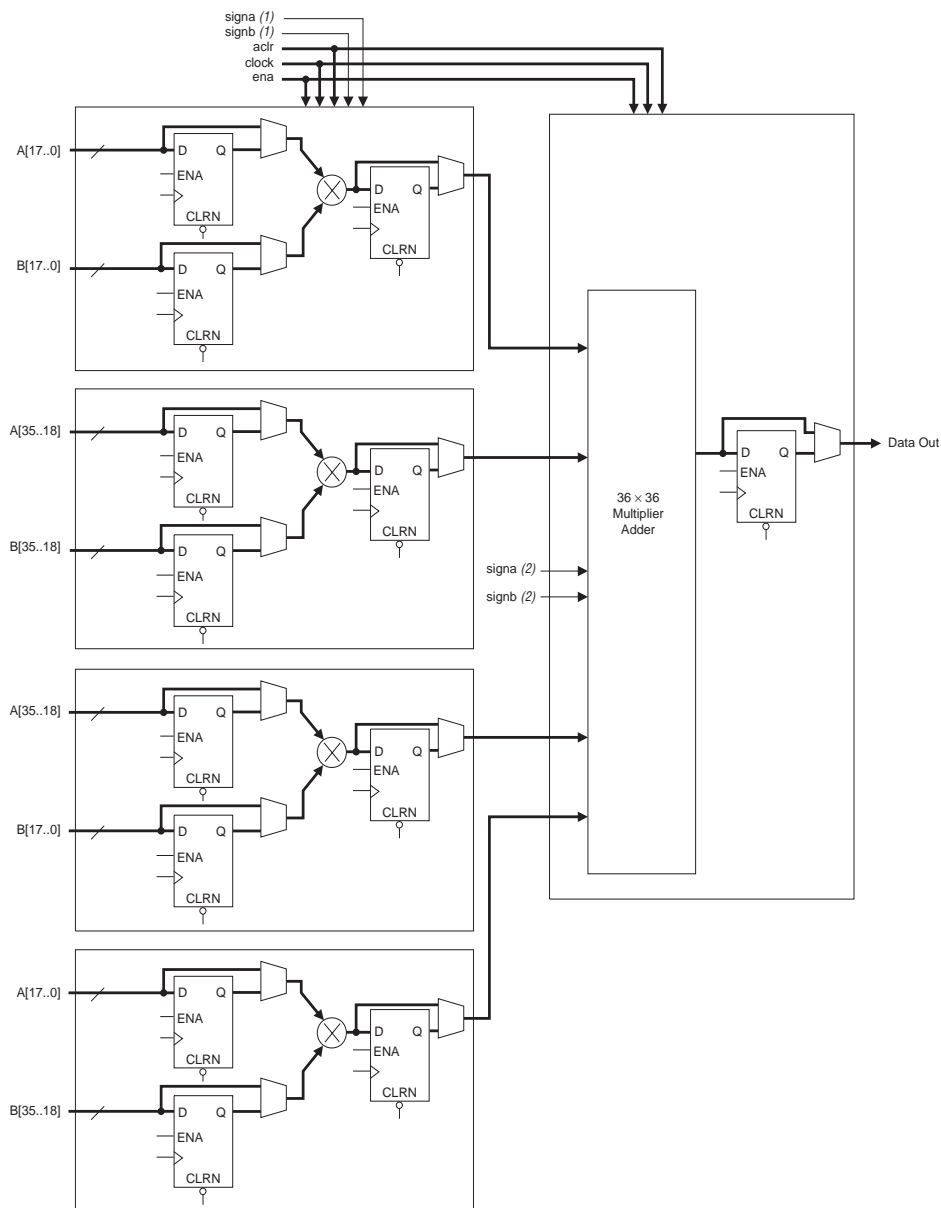 signa (1)
signb (1)
aclr
clock
ena
A[17..0]
D Q
ENA
CLRN
D Q
ENA
CLRN
B[17..0]
D Q
ENA
CLRN
A[35..18]
D Q
ENA
CLRN
D Q
ENA
CLRN
B[35..18]
D Q
ENA
CLRN
A[35..18]
D Q
ENA
CLRN
D Q
ENA
CLRN
B[17..0]
D Q
ENA
CLRN
A[17..0]
D Q
ENA
CLRN
D Q
ENA
CLRN
B[35..18]
D Q
ENA
CLRN
36 × 36
Multiplier
Adder
signa (2)
signb (2)
D Q
ENA
CLRN
Data Out